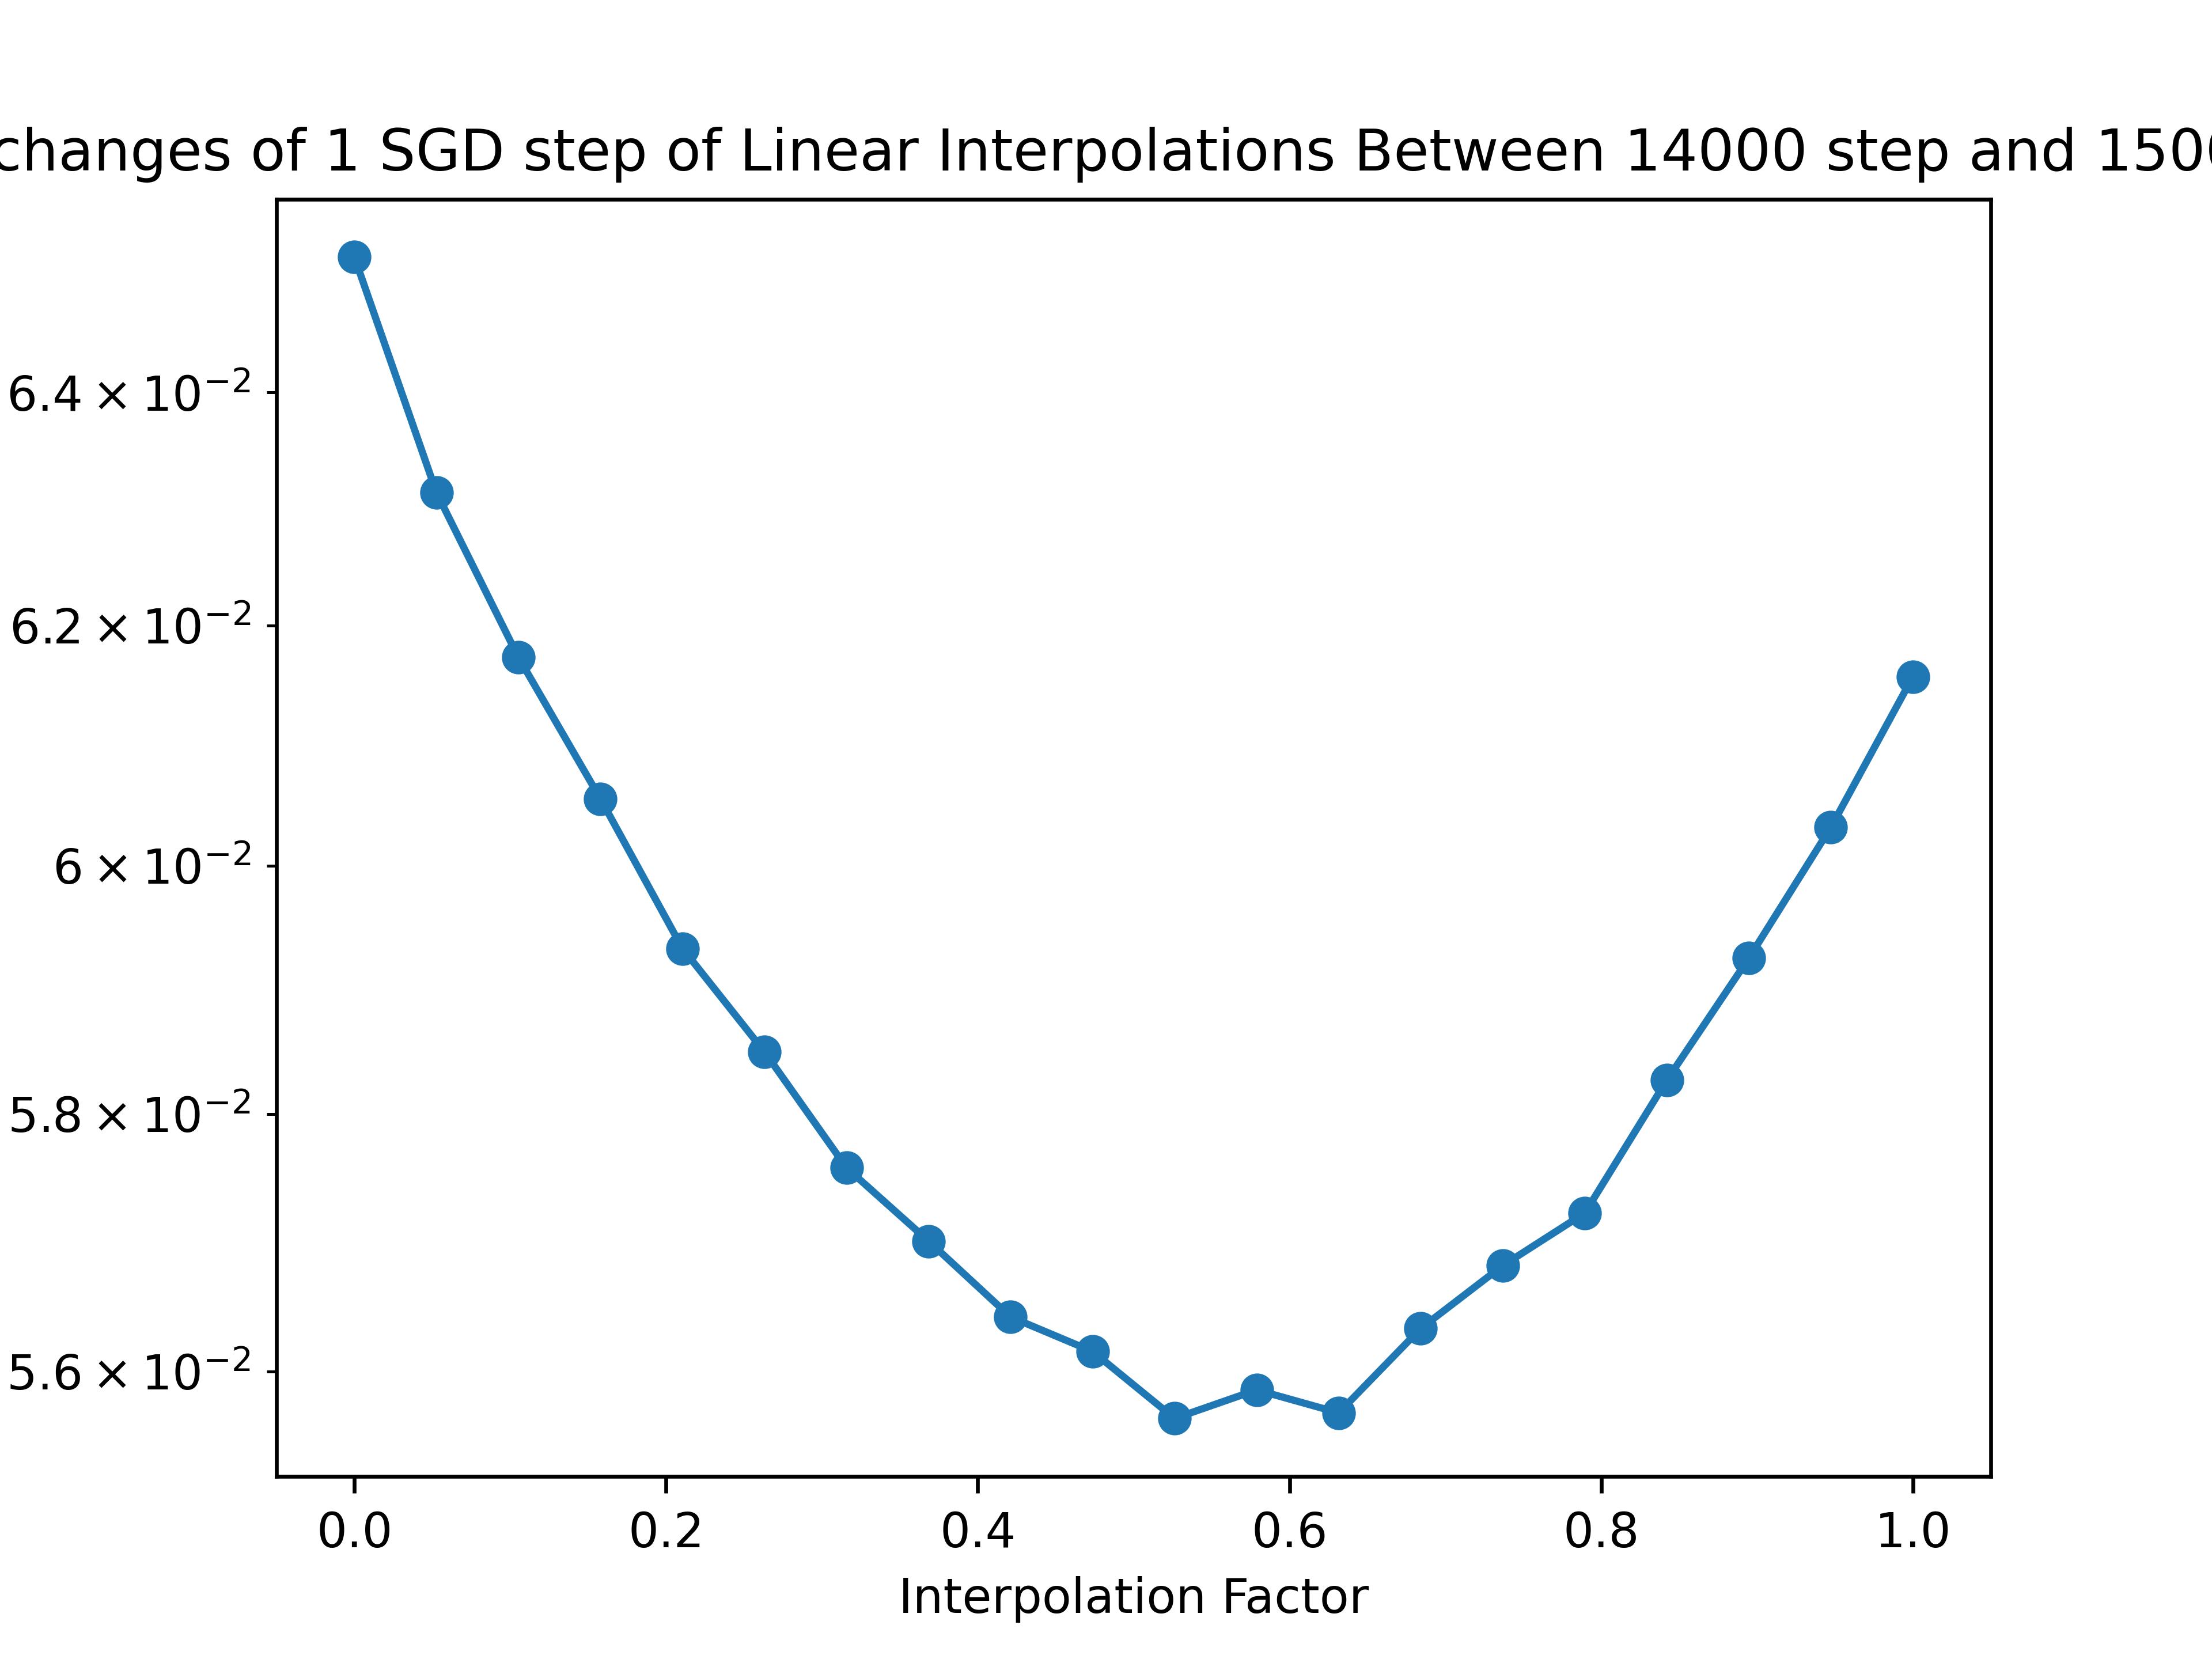 changes of 1 SGD step of Linear Interpolations Between 14000 step and 150
6.4 × 10⁻²
6.2 × 10⁻²
6 × 10⁻²
5.8 × 10⁻²
5.6 × 10⁻²
0.0 0.2 0.4 0.6 0.8 1.0
Interpolation Factor